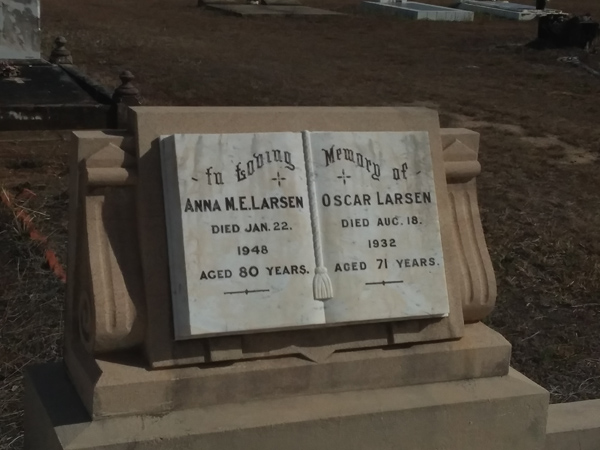 In Loving Memory of
ANNA M.E. LARSEN
DIED JAN. 22.
1948
AGED 80 YEARS.
OSCAR LARSEN
DIED AUG. 18.
1932
AGED 71 YEARS.